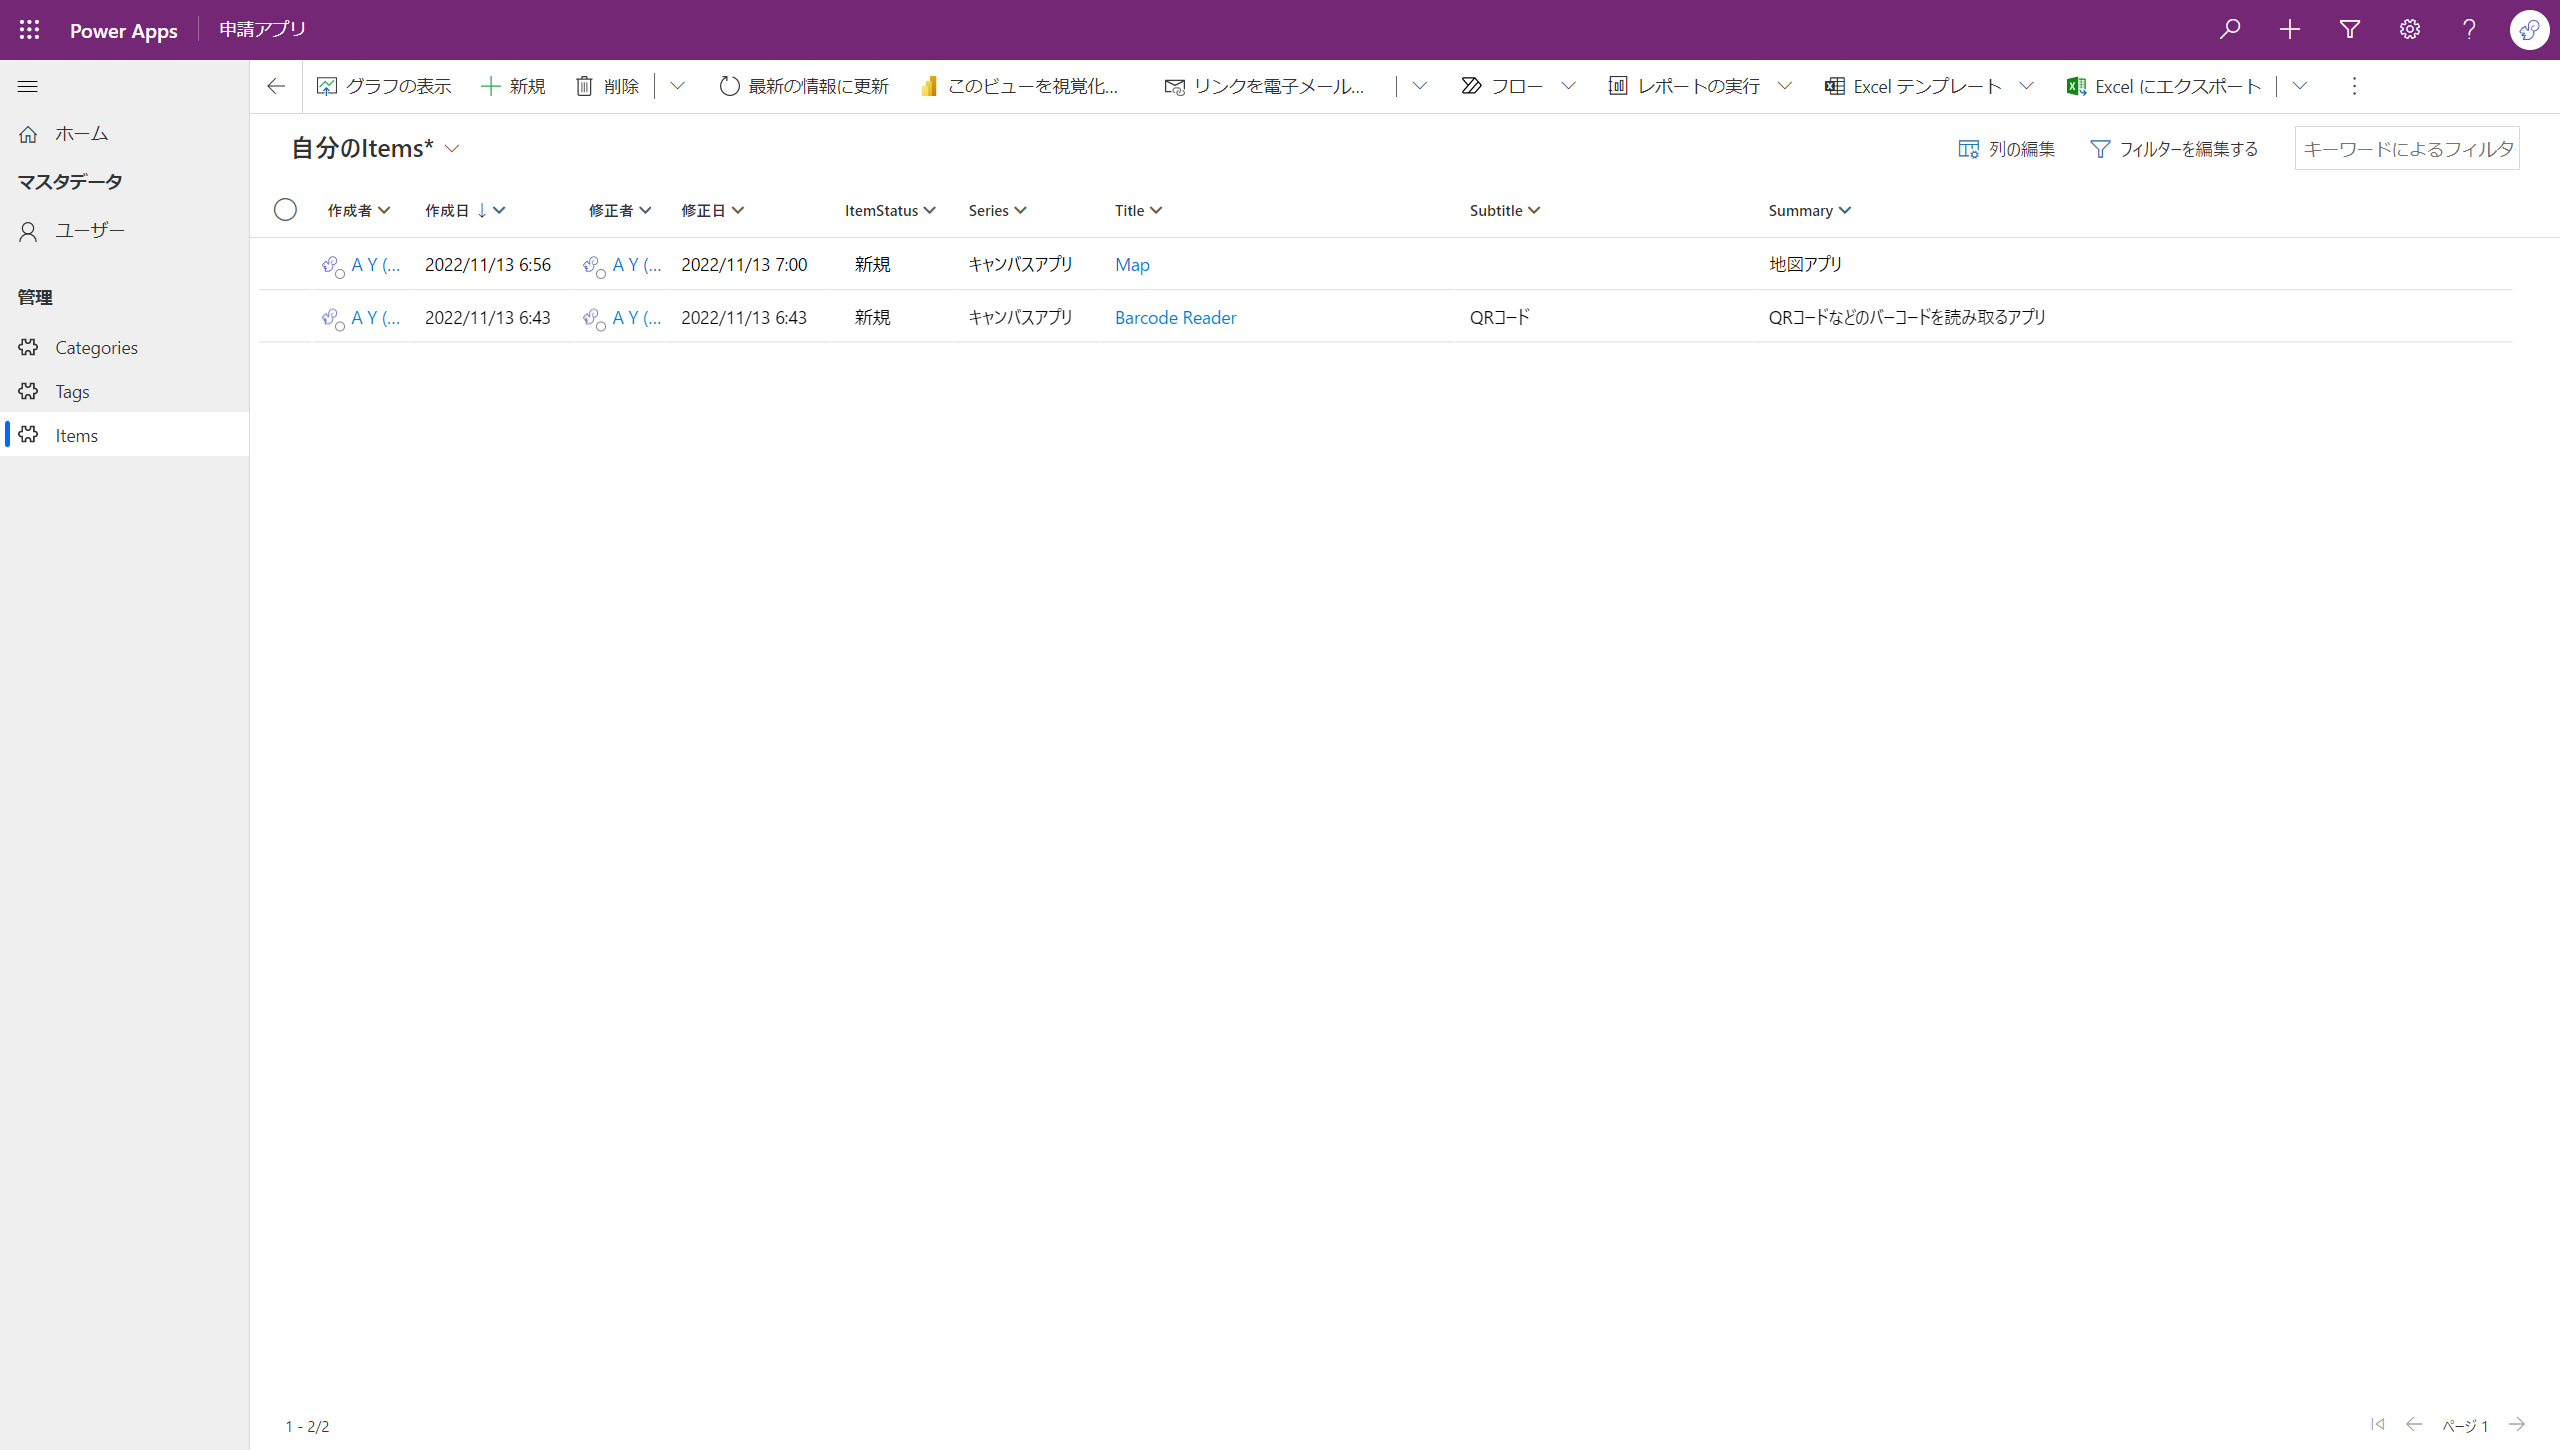 Power Apps 申請アプリ
グラフの表示 新規 削除 最新の情報に更新 このビューを視覚化... リンクを電子メール... フロー レポートの実行 Excel テンプレート Excel にエクスポート
ホーム
マスタデータ
ユーザー
管理
Categories
Tags
Items
自分のItems* 列の編集 フィルターを編集する キーワードによるフィルタ
作成者 作成日 ↓ 修正者 修正日 ItemStatus Series Title Subtitle Summary
A Y (... 2022/11/13 6:56 A Y (... 2022/11/13 7:00 新規 キャンバスアプリ Map 地図アプリ
A Y (... 2022/11/13 6:43 A Y (... 2022/11/13 6:43 新規 キャンバスアプリ Barcode Reader QRコード QRコードなどのバーコードを読み取るアプリ
1 - 2/2 ページ 1